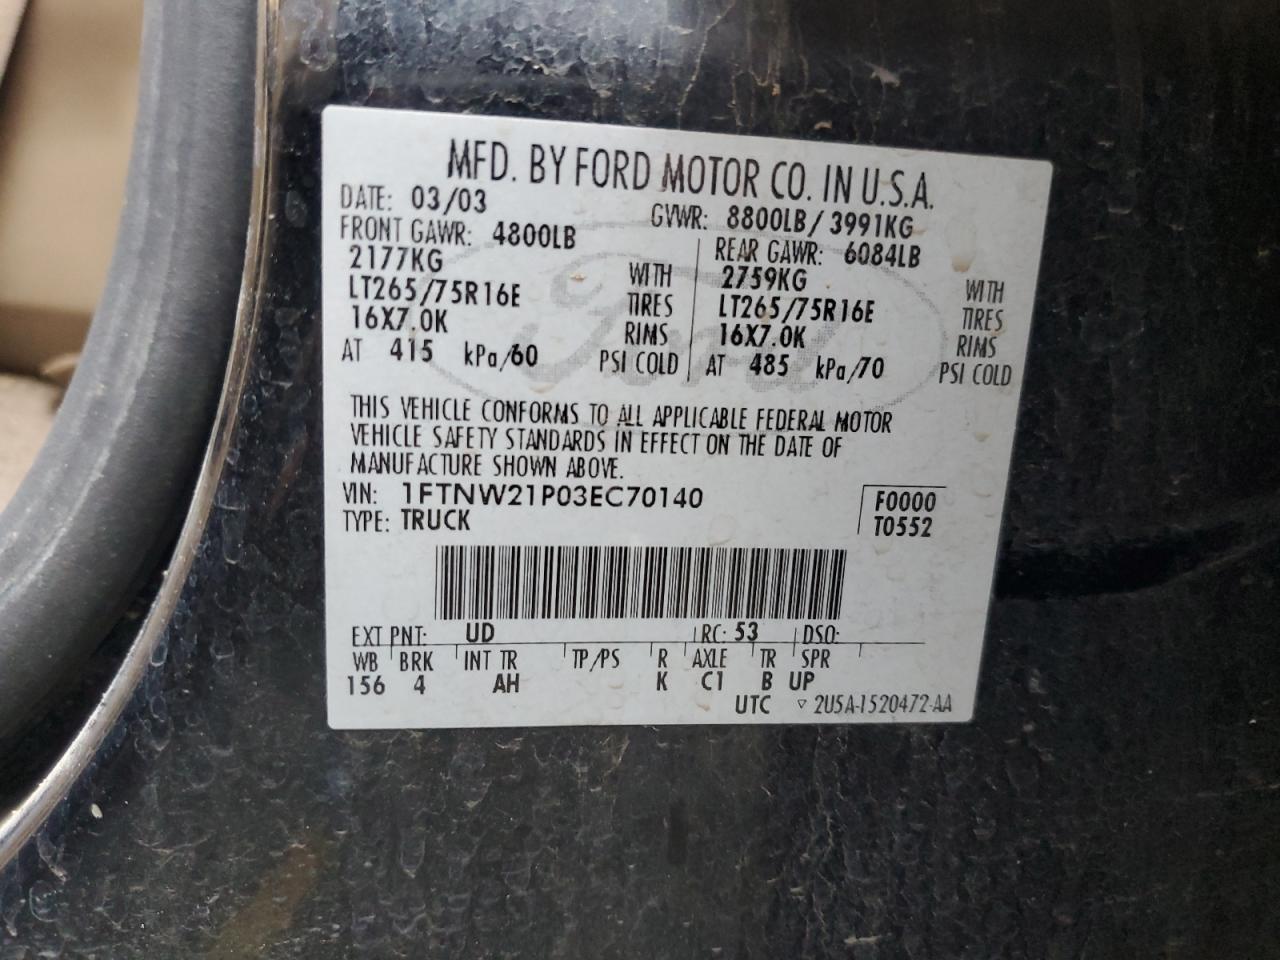 MFD. BY FORD MOTOR CO. IN U.S.A.
DATE: 03/03 GVWR: 8800LB/ 3991KG
FRONT GAWR: 4800LB REAR GAWR: 6084LB
2177KG WITH 2759KG WITH
LT265/75R16E TIRES LT265/75R16E TIRES
16X7.0K RIMS 16X7.0K RIMS
AT 415 kPa/60 PSI COLD AT 485 kPa/70 PSI COLD
Ford
THIS VEHICLE CONFORMS TO ALL APPLICABLE FEDERAL MOTOR
VEHICLE SAFETY STANDARDS IN EFFECT ON THE DATE OF
MANUFACTURE SHOWN ABOVE.
VIN: 1FTNW21P03EC70140 F0000
TYPE: TRUCK T0552
EXT PNT: UD RC: 53 DSO:
WB BRK INT TR TP/PS R AXLE TR SPR
156 4 AH K C1 B UP
UTC ▽ 2U5A-1520472-AA